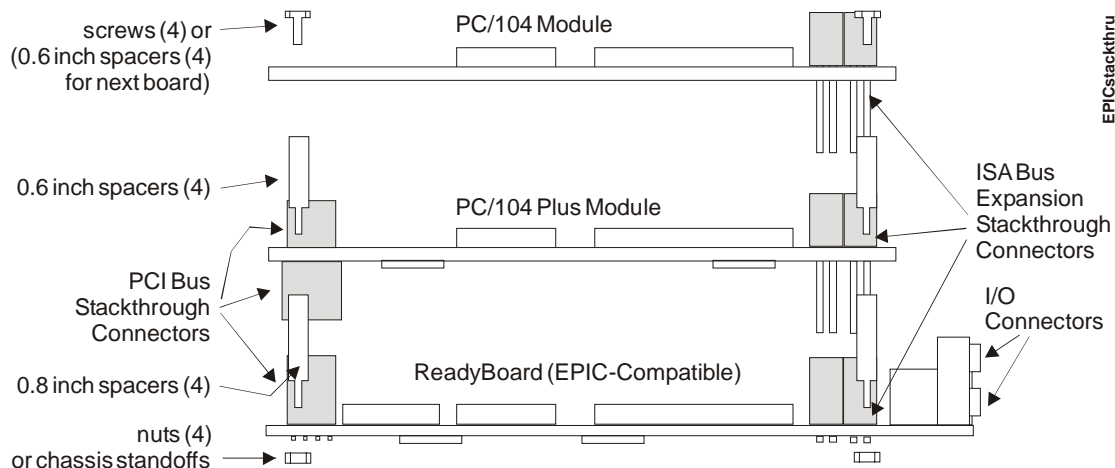 screws (4) or
(0.6 inch spacers (4)
for next board)
PC/104 Module
EPICstackthru
0.6 inch spacers (4)
PC/104 Plus Module
ISA Bus
Expansion
Stackthrough
Connectors
PCI Bus
Stackthrough
Connectors
I/O
Connectors
0.8 inch spacers (4)
ReadyBoard (EPIC-Compatible)
nuts (4)
or chassis standoffs